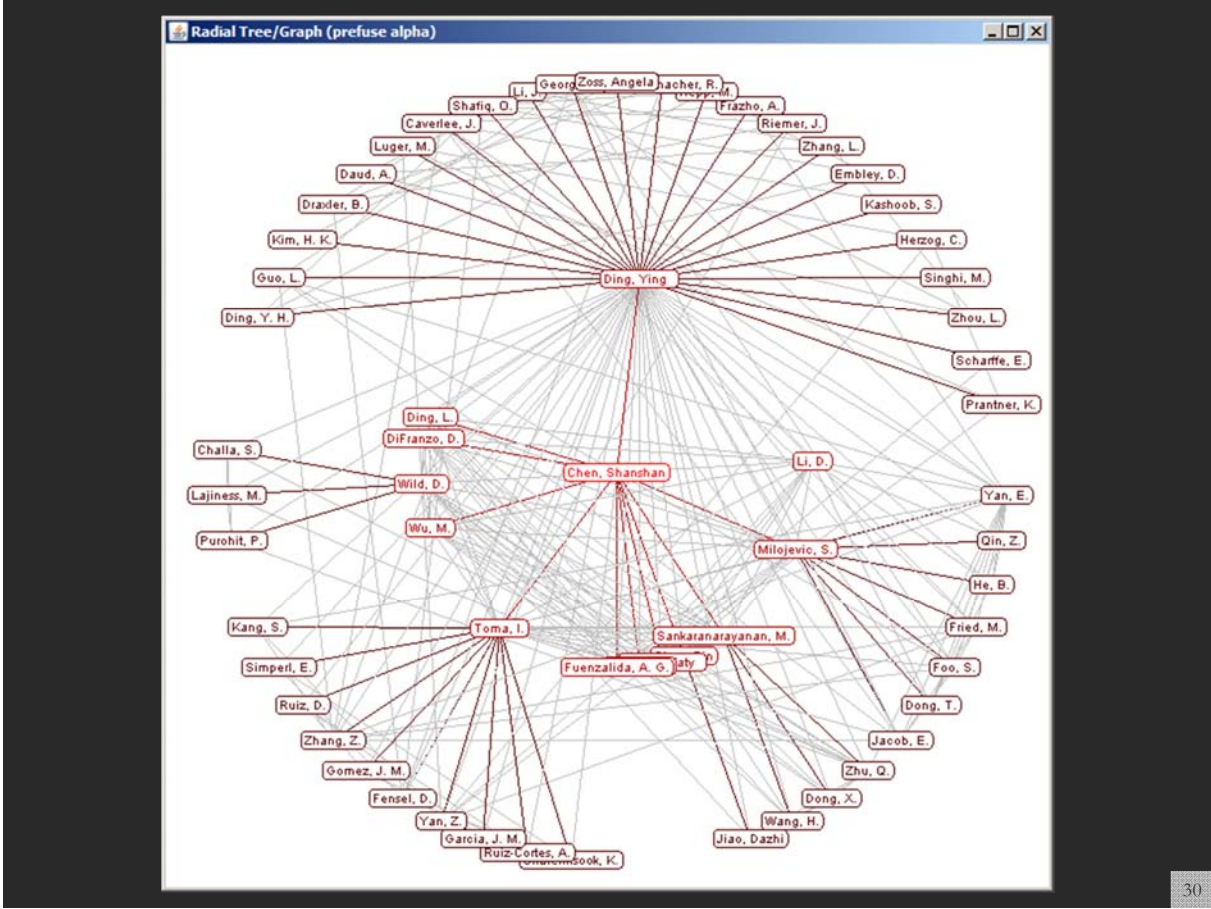 Radial Tree/Graph (prefuse alpha)
Zoss, Angela
Georg
Li, J.
Shafiq, O.
Frazho, A.
Caverlee, J.
Riemer, J.
Luger, M.
Zhang, L.
Daud, A.
Embley, D.
Draxler, B.
Kashoob, S.
Kim, H. K.
Herzog, C.
Guo, L.
Ding, Ying
Singhi, M.
Ding, Y. H.
Zhou, L.
Scharffe, E.
Prantner, K.
Ding, L.
DiFranzo, D.
Challa, S.
Li, D.
Chen, Shanshan
Wild, D.
Lajiness, M.
Yan, E.
Wu, M.
Purohit, P.
Qin, Z.
Milojevic, S.
He, B.
Kang, S.
Toma, I.
Fried, M.
Sankaranarayanan, M.
Simperl, E.
Fuenzalida, A. G.
aty
Foo, S.
Ruiz, D.
Dong, T.
Zhang, Z.
Jacob, E.
Gomez, J. M.
Zhu, Q.
Fensel, D.
Dong, X.
Yan, Z.
Wang, H.
Garcia, J. M.
Jiao, Dazhi
Ruiz-Cortes, A.
30